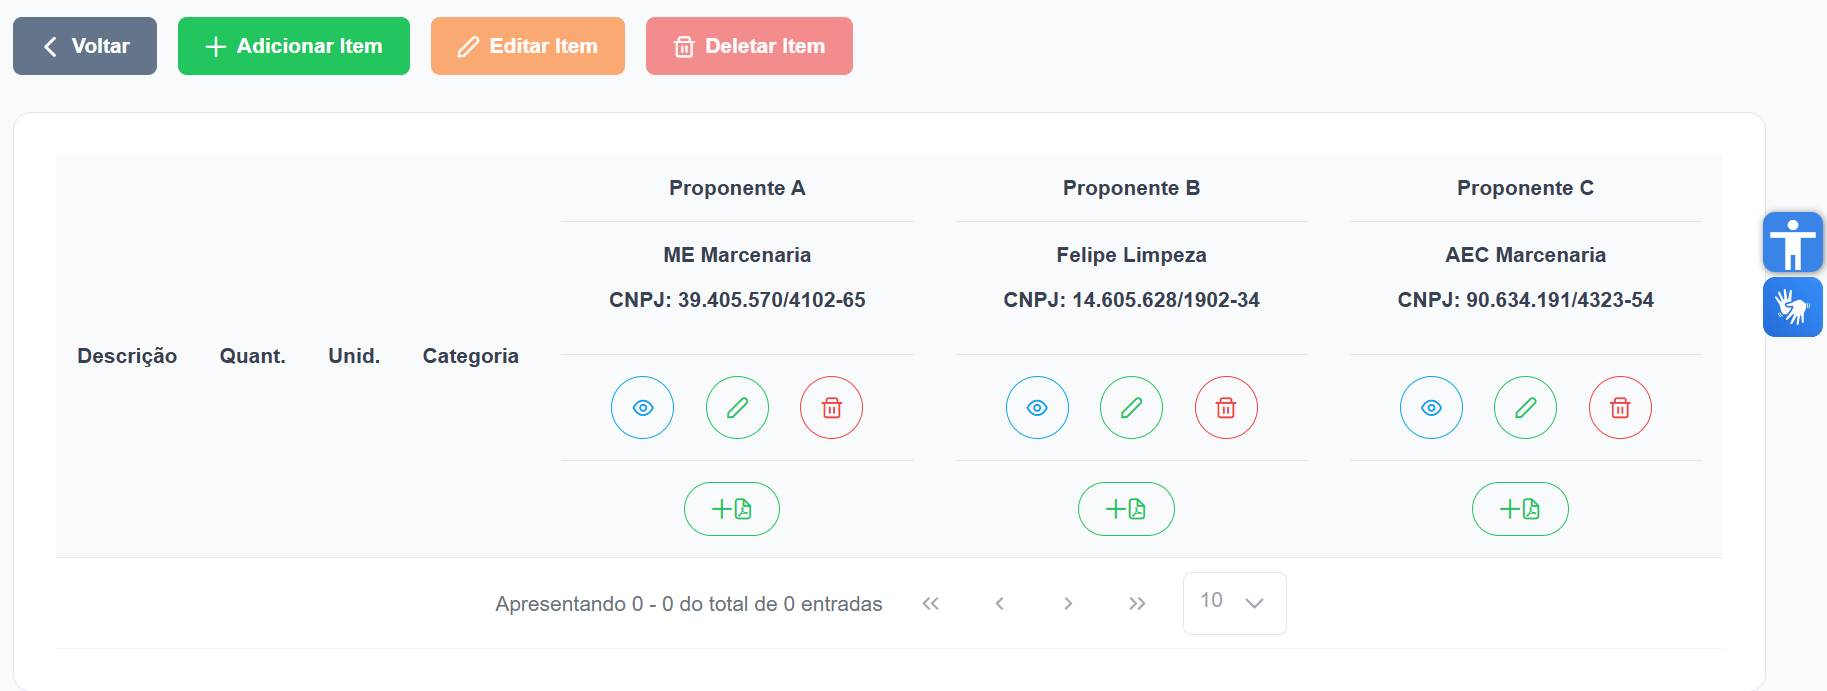 Voltar
Adicionar Item
Editar Item
Deletar Item
Proponente A
Proponente B
Proponente C
ME Marcenaria
Felipe Limpeza
AEC Marcenaria
CNPJ: 39.405.570/4102-65
CNPJ: 14.605.628/1902-34
CNPJ: 90.634.191/4323-54
Descrição
Quant.
Unid.
Categoria
Apresentando 0 - 0 do total de 0 entradas
10